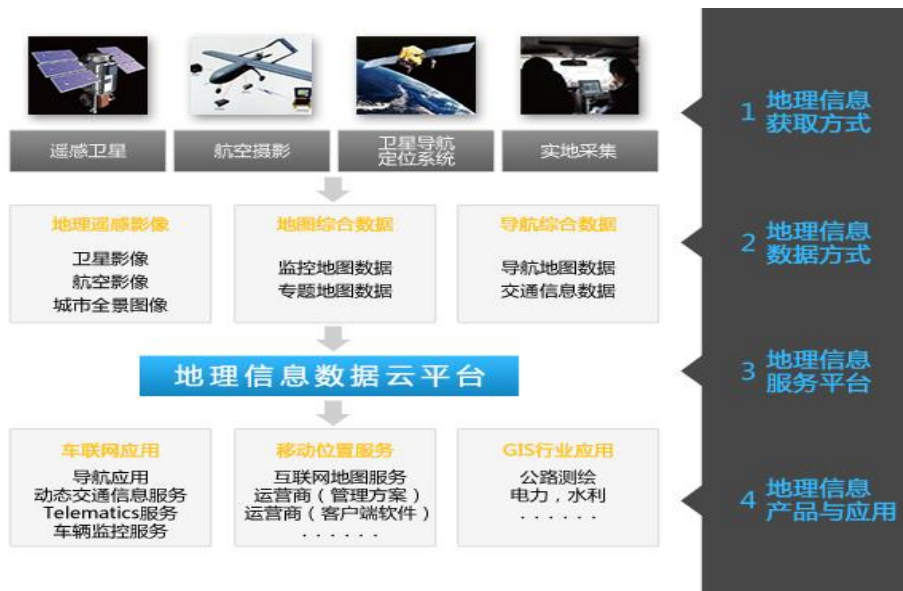 遥感卫星
航空摄影
卫星导航
定位系统
实地采集
1 地理信息
获取方式
地理遥感影像
卫星影像
航空影像
城市全景图像
地图综合数据
监控地图数据
专题地图数据
导航综合数据
导航地图数据
交通信息数据
2 地理信息
数据方式
地理信息数据云平台
3 地理信息
服务平台
车联网应用
导航应用
动态交通信息服务
Telematics服务
车辆监控服务
移动位置服务
互联网地图服务
运营商（管理方案）
运营商（客户端软件）
......
GIS行业应用
公路测绘
电力，水利
......
4 地理信息
产品与应用